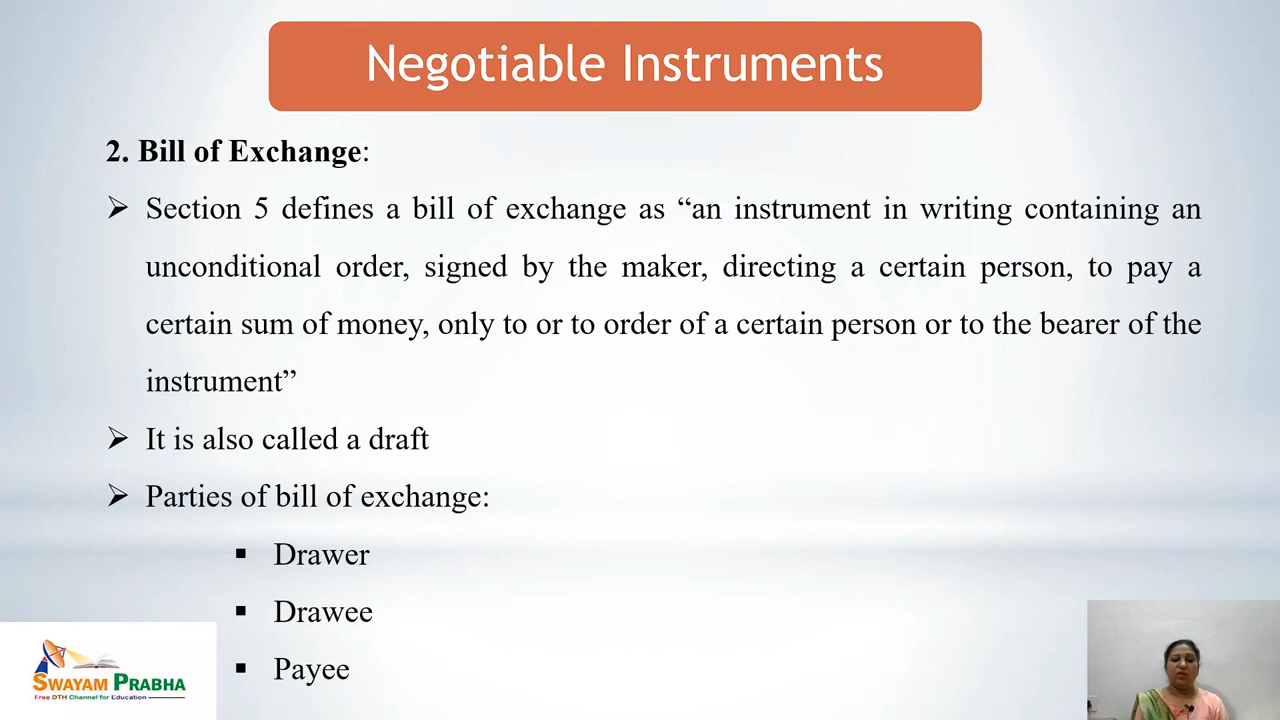 Negotiable Instruments
2. Bill of Exchange:
➢ Section 5 defines a bill of exchange as “an instrument in writing containing an
unconditional order, signed by the maker, directing a certain person, to pay a
certain sum of money, only to or to order of a certain person or to the bearer of the
instrument”
➢ It is also called a draft
➢ Parties of bill of exchange:
▪ Drawer
▪ Drawee
▪ Payee
SWAYAM PRABHA
Free DTH Channel for Education